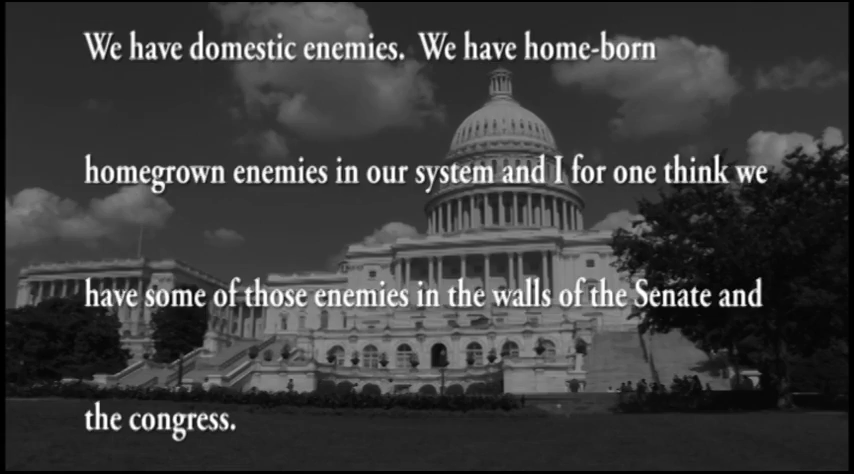 We have domestic enemies.  We have home-born
homegrown enemies in our system and I for one think we
have some of those enemies in the walls of the Senate and
the congress.